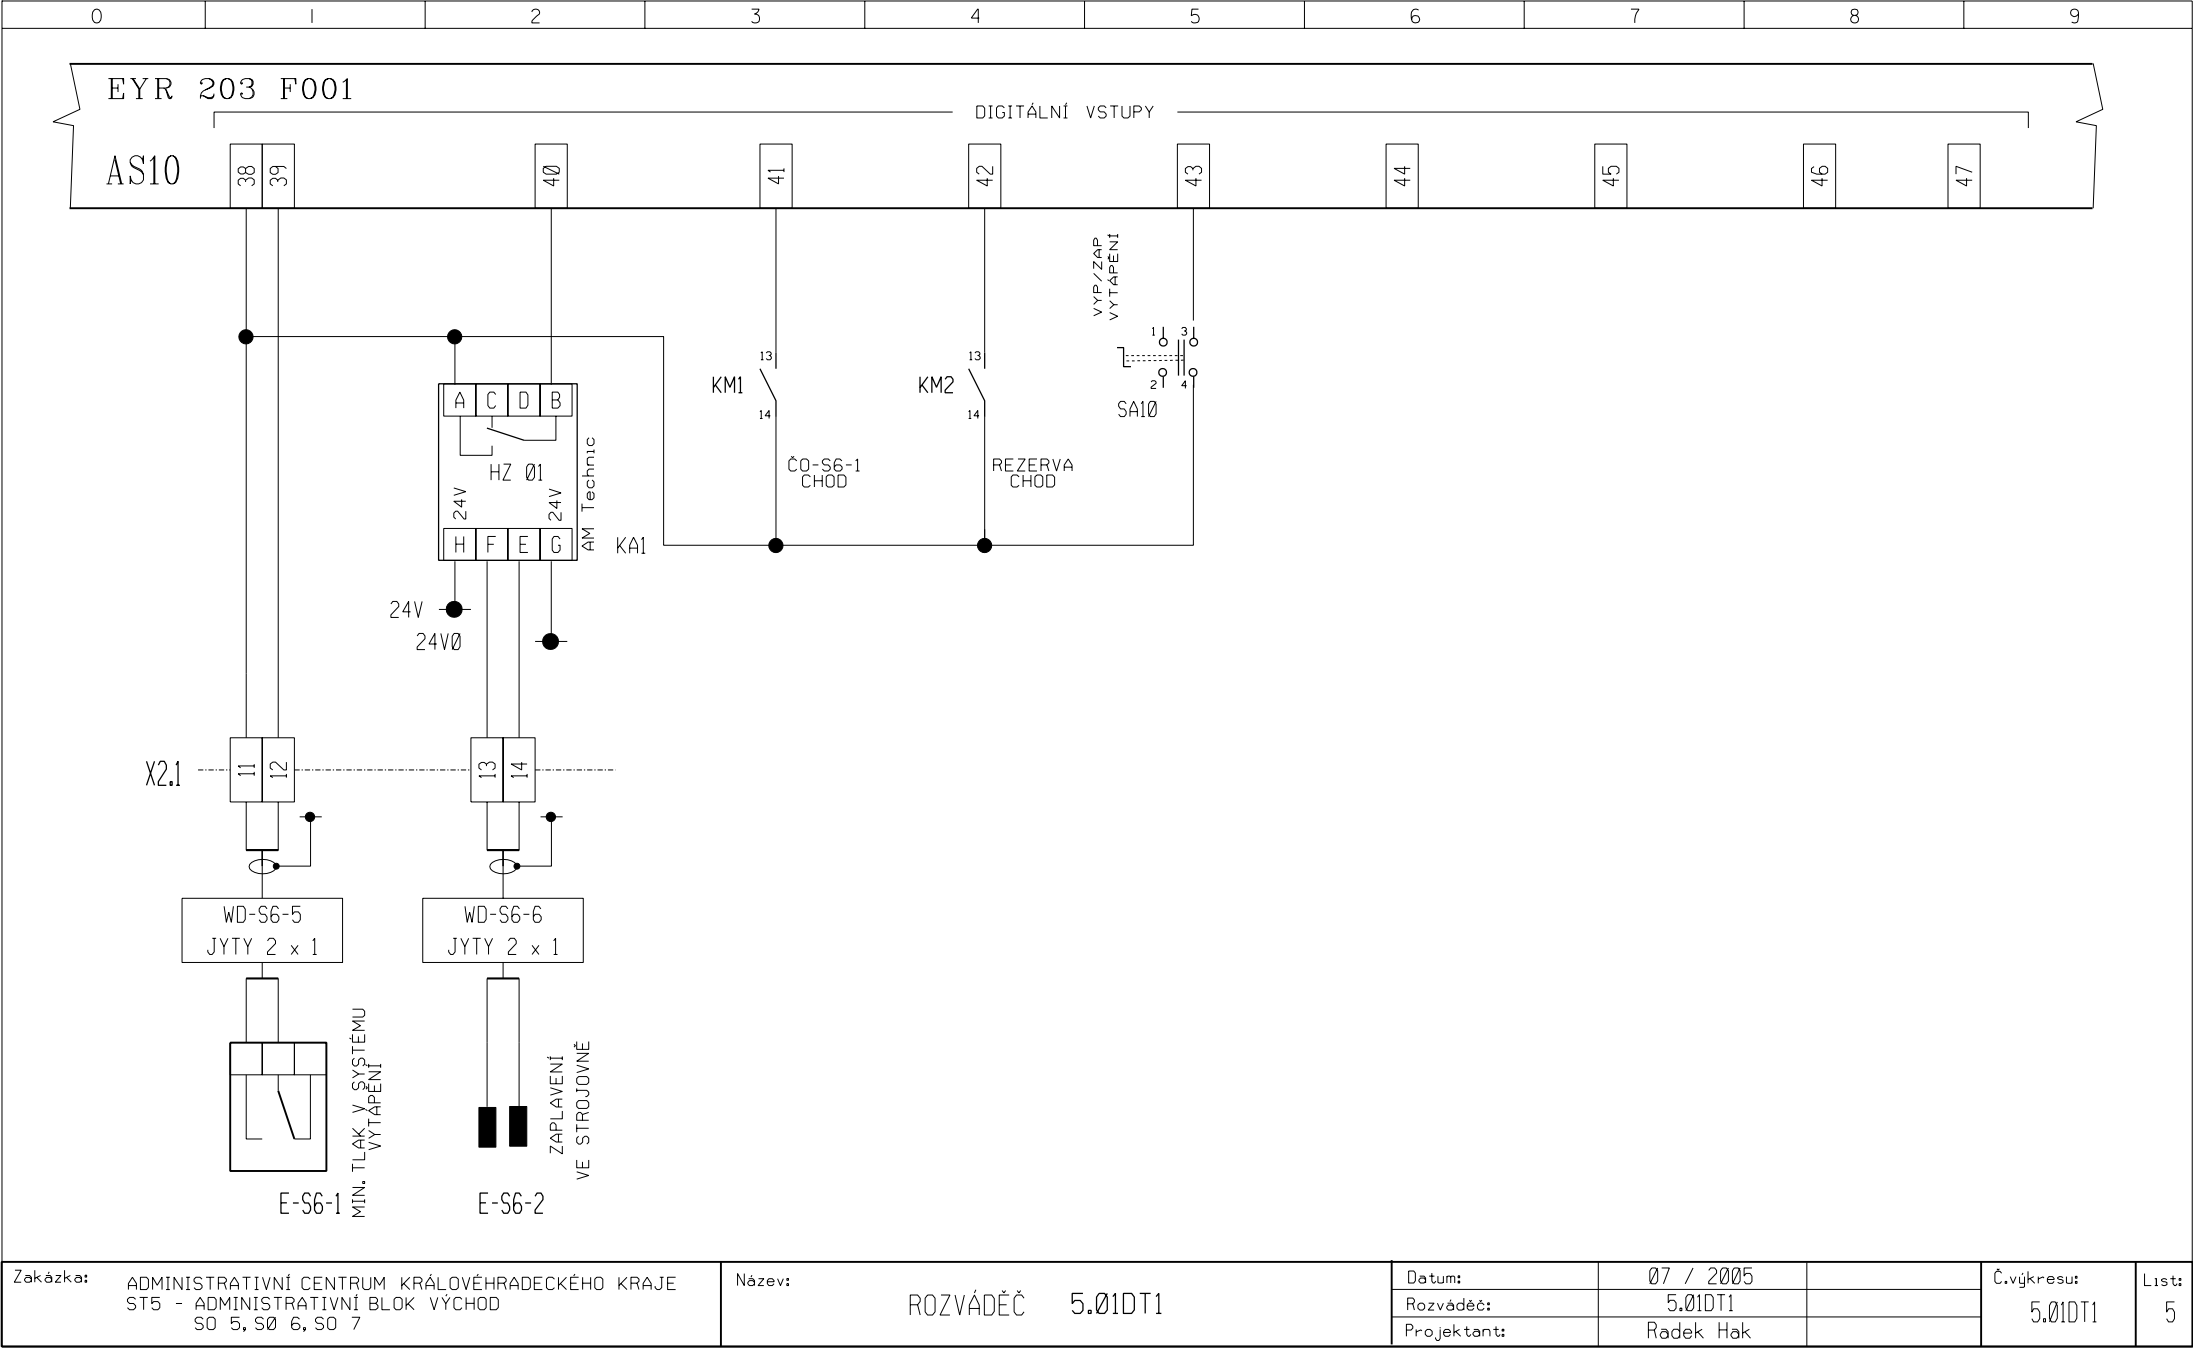 0 1 2 3 4 5 6 7 8 9
EYR 203 F001
DIGITÁLNÍ VSTUPY
AS10
38 39 40 41 42 43 44 45 46 47
VYP/ZAP
VYTÁPĚNÍ
1 3
2 4
SA10
13
KM1
14
13
KM2
14
A C D B
HZ 01
24V 24V
AM Technic
H F E G
KA1
ČO-S6-1
CHOD
REZERVA
CHOD
24V
24V0
X2.1
11 12 13 14
WD-S6-5
JYTY 2 x 1
WD-S6-6
JYTY 2 x 1
MIN. TLAK V SYSTÉMU
VYTÁPĚNÍ
ZAPLAVENÍ
VE STROJOVNĚ
E-S6-1
E-S6-2
Zakázka:
ADMINISTRATIVNÍ CENTRUM KRÁLOVÉHRADECKÉHO KRAJE
ST5 - ADMINISTRATIVNÍ BLOK VÝCHOD
SO 5, SØ 6, SO 7
Název:
ROZVÁDĚČ 5.01DT1
Datum: 07 / 2005
Rozváděč: 5.01DT1
Projektant: Radek Hak
Č.výkresu:
5.01DT1
List:
5